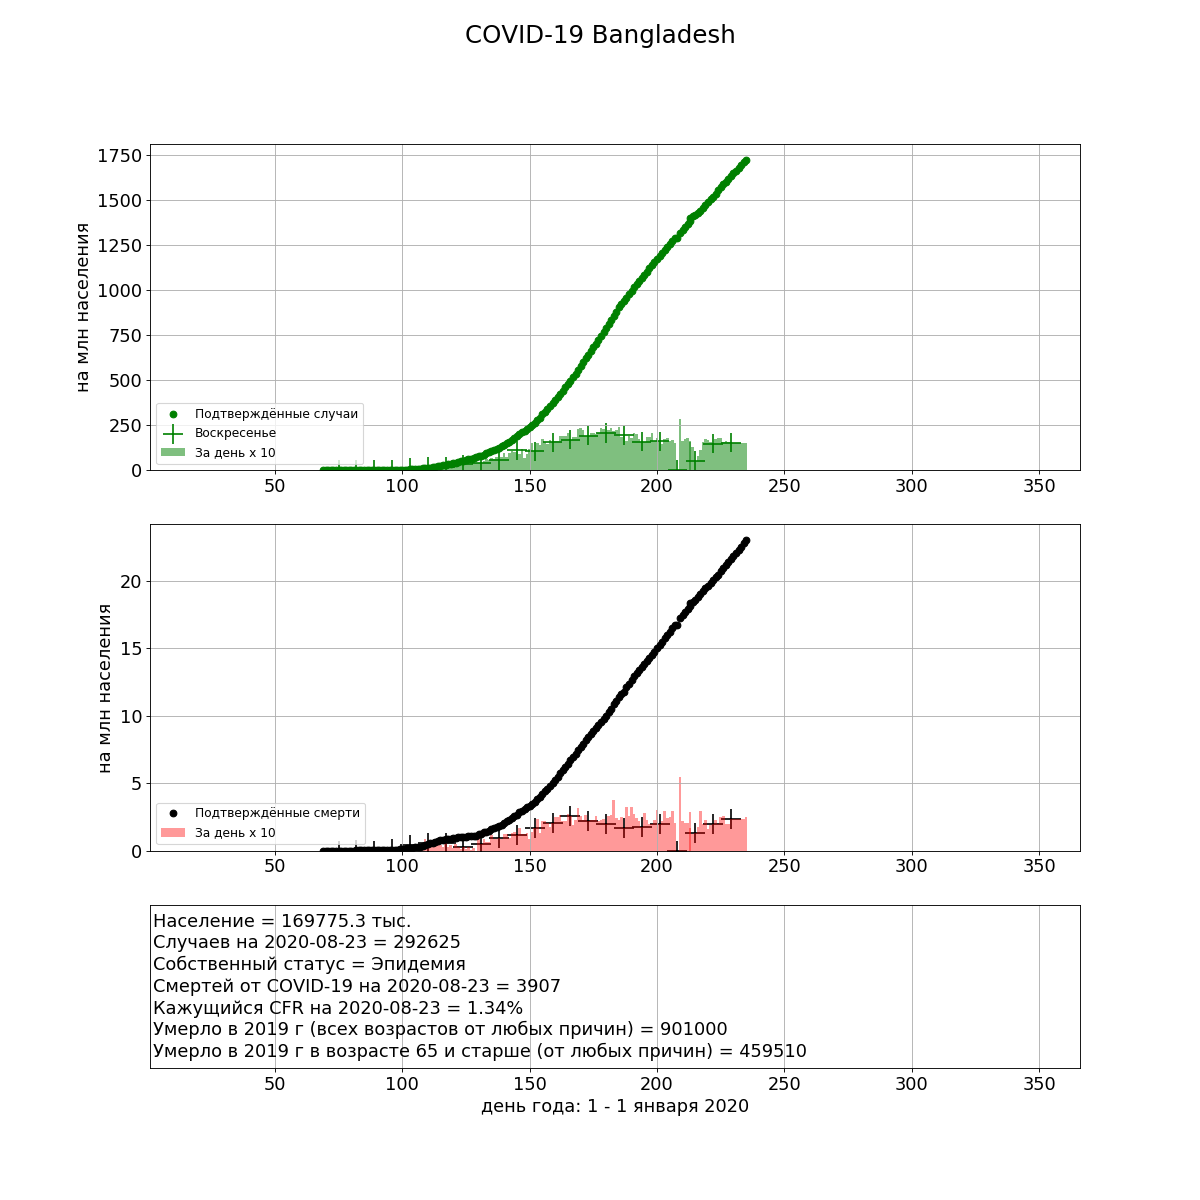 COVID-19 Bangladesh
1750
1500
1250
1000
750
500
250
0
на млн населения
Подтверждённые случаи
Воскресенье
За день x 10
50 100 150 200 250 300 350
20
15
10
5
0
на млн населения
Подтверждённые смерти
За день x 10
50 100 150 200 250 300 350
Население = 169775.3 тыс.
Случаев на 2020-08-23 = 292625
Собственный статус = Эпидемия
Смертей от COVID-19 на 2020-08-23 = 3907
Кажущийся CFR на 2020-08-23 = 1.34%
Умерло в 2019 г (всех возрастов от любых причин) = 901000
Умерло в 2019 г в возрасте 65 и старше (от любых причин) = 459510
50 100 150 200 250 300 350
день года: 1 - 1 января 2020